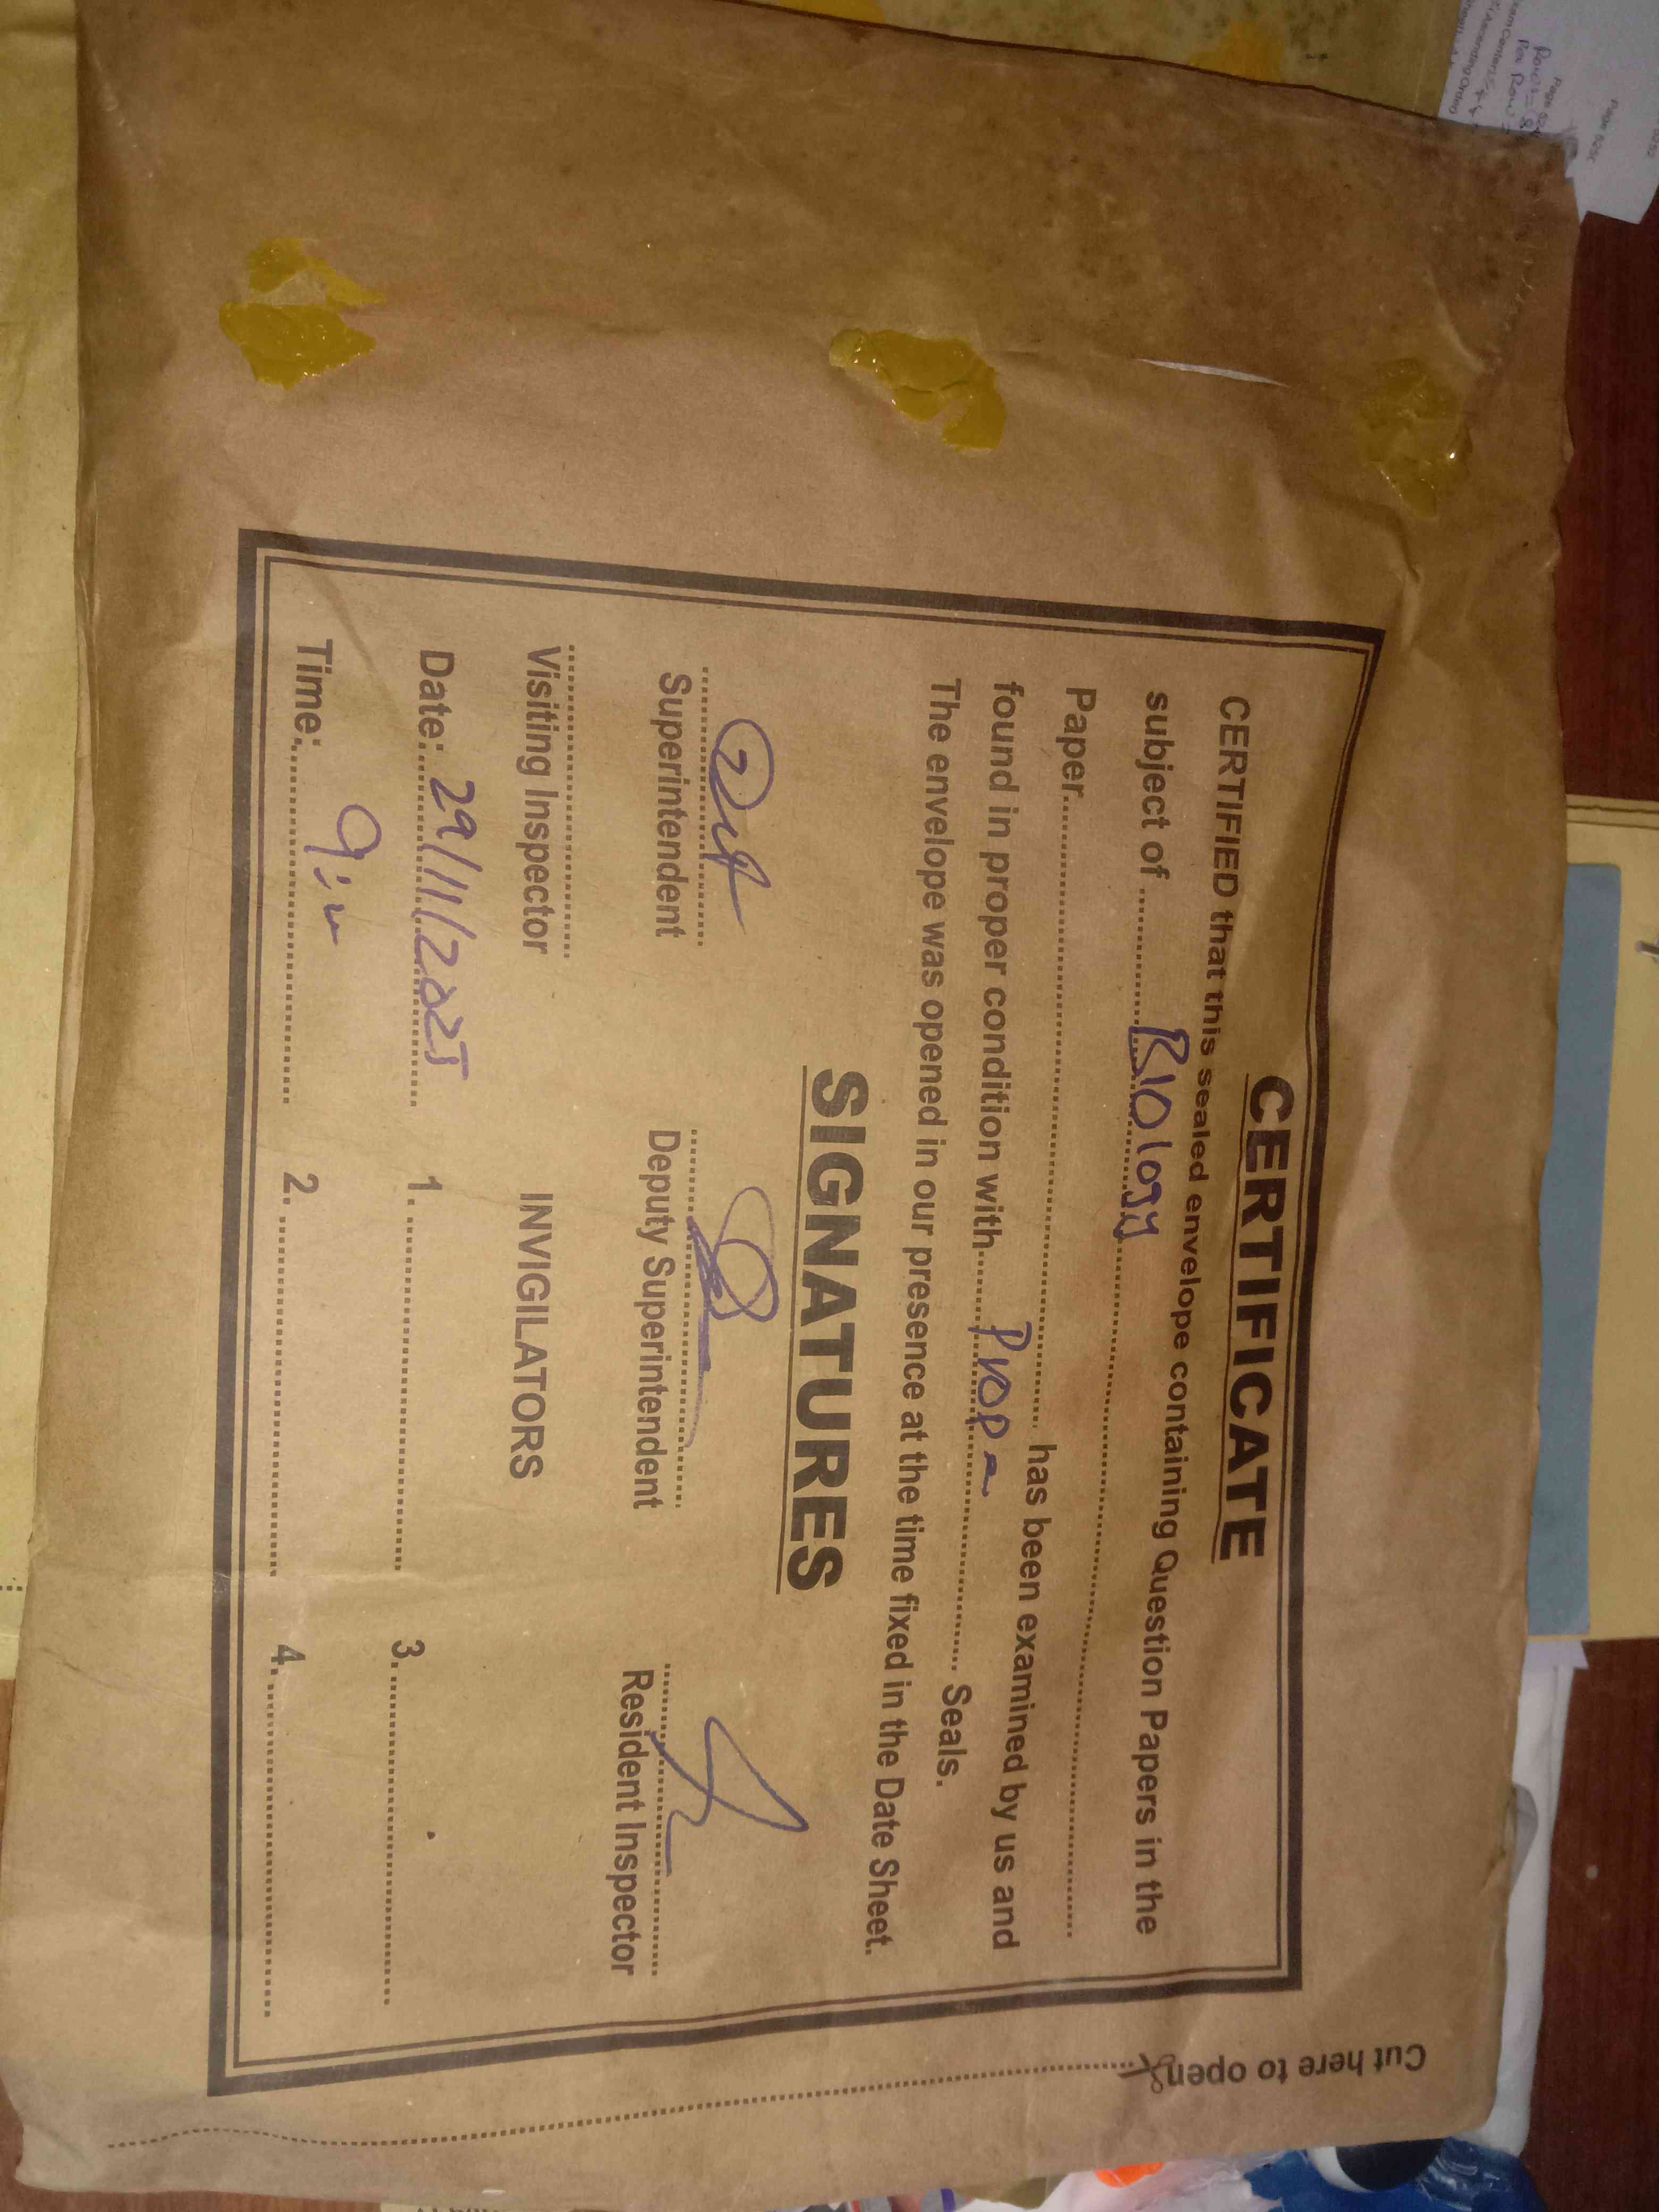 CERTIFICATE
CERTIFIED that this sealed envelope containing Question Papers in the
subject of Biology
Paper has been examined by us and
found in proper condition with Seals.
The envelope was opened in our presence at the time fixed in the Date Sheet.
SIGNATURES
Superintendent Deputy Superintendent Resident Inspector
Visiting Inspector INVIGILATORS
Date: 29/11/2025 1. 3.
Time: 2. 4.
Cut here to open